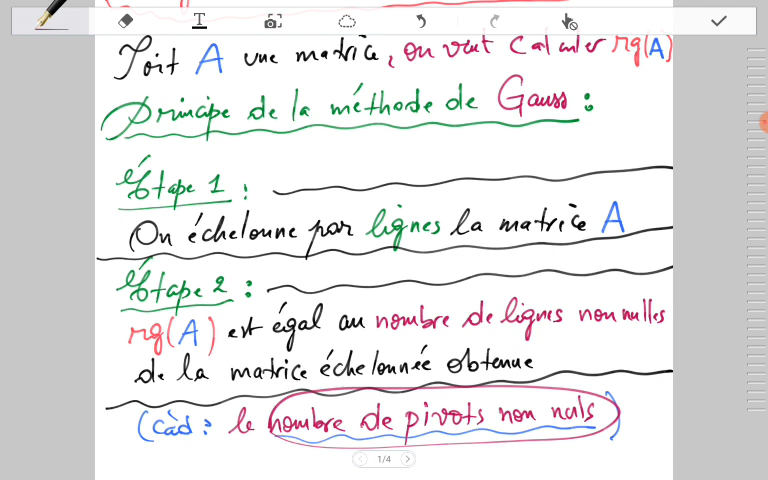 Soit A une matrice, on veut calculer rg(A)
principe de la méthode de Gauss :
Étape 1 :
On échelonne par lignes la matrice A
Étape 2 :
rg(A) est égal au nombre de lignes non nulles
de la matrice échelonnée obtenue
(càd : le nombre de pivots non nuls)
1/4